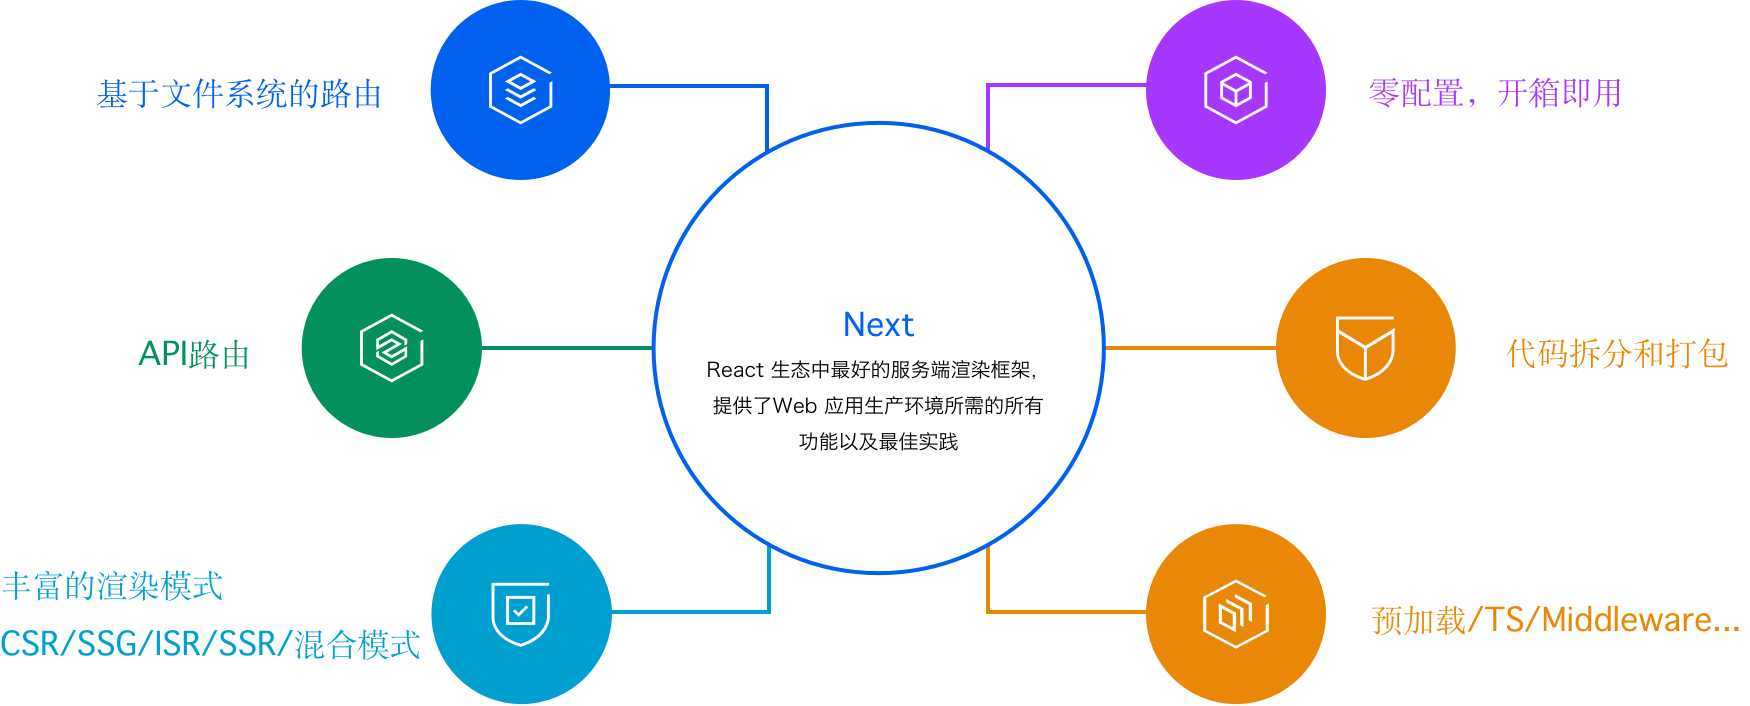 基于文件系统的路由
零配置，开箱即用
Next
React 生态中最好的服务端渲染框架，
提供了Web 应用生产环境所需的所有
功能以及最佳实践
API路由
代码拆分和打包
丰富的渲染模式
CSR/SSG/ISR/SSR/混合模式
预加载/TS/Middleware...